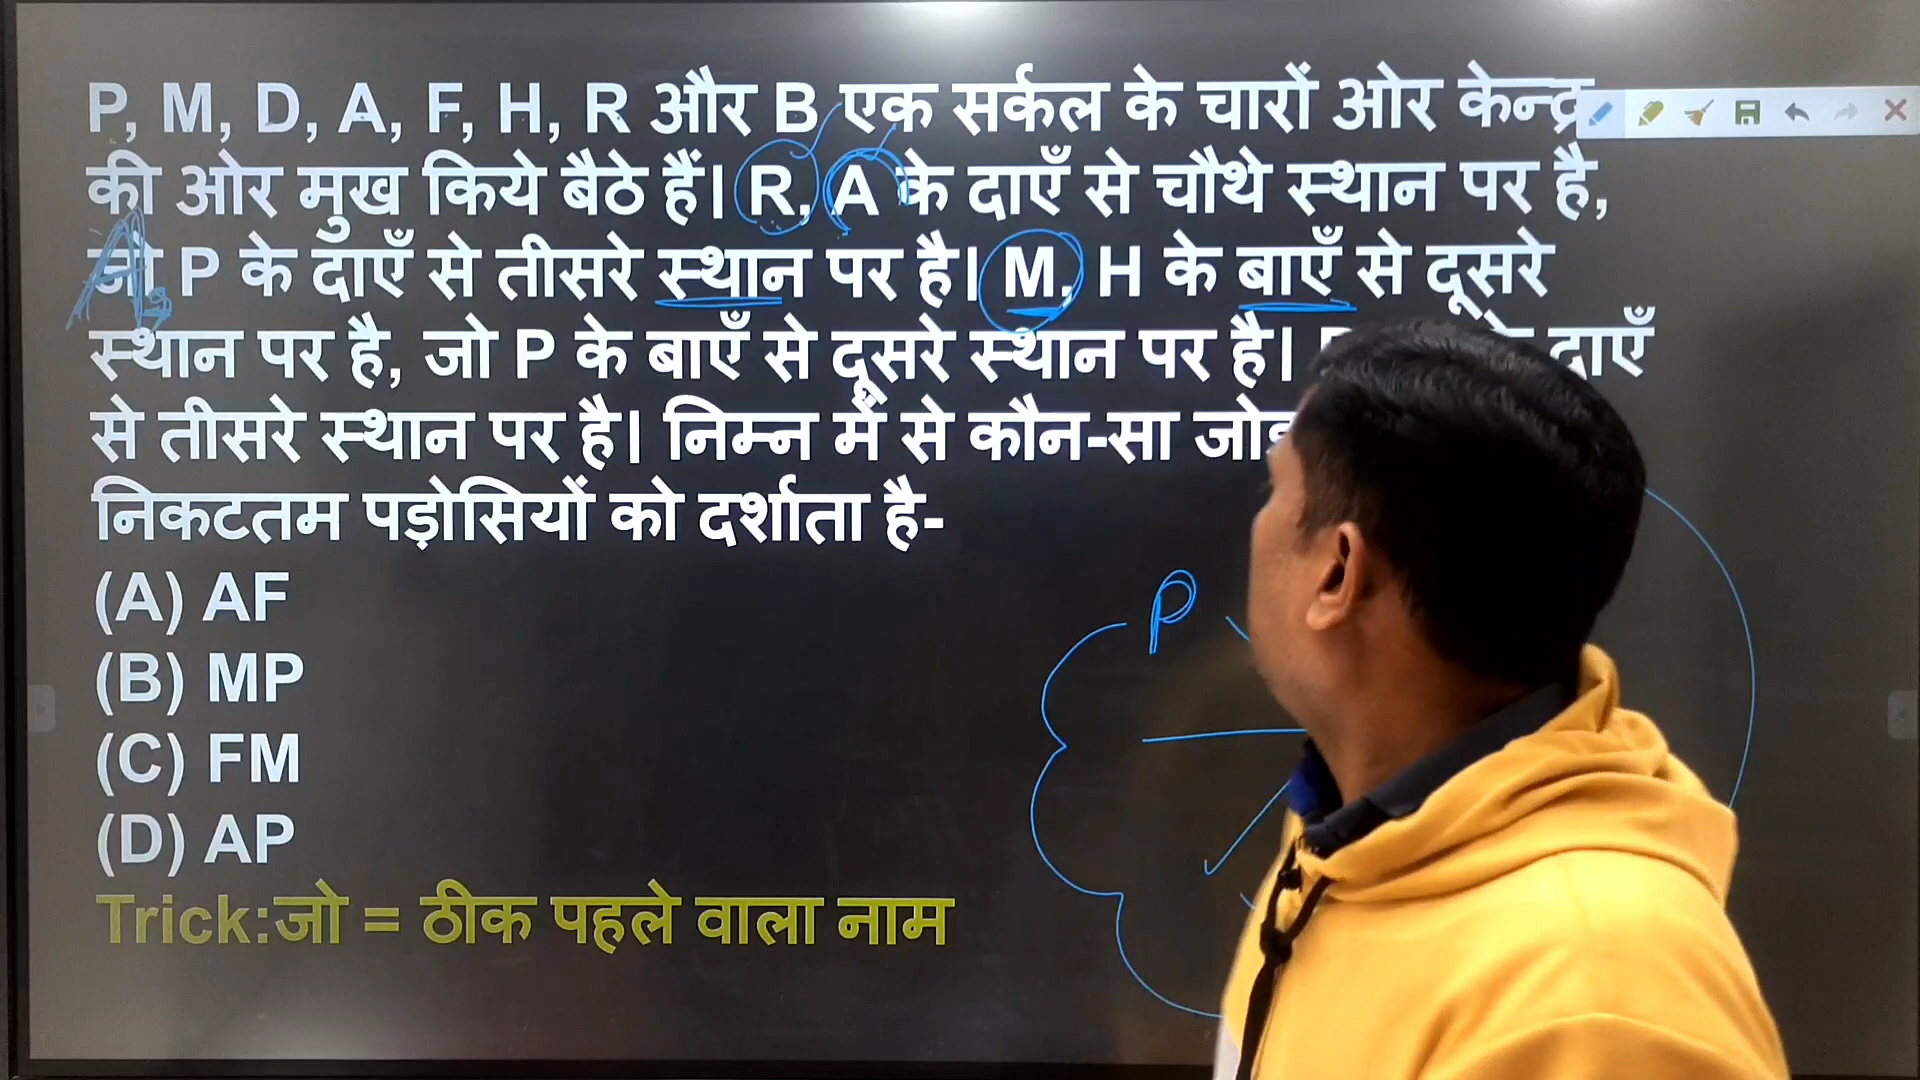 P, M, D, A, F, H, R और B एक सर्कल के चारों ओर केन्द्र
की ओर मुख किये बैठे हैं। R, A के दाएँ से चौथे स्थान पर है,
जो P के दाएँ से तीसरे स्थान पर है। M, H के बाएँ से दूसरे
स्थान पर है, जो P के बाएँ से दूसरे स्थान पर है। दाएँ
से तीसरे स्थान पर है। निम्न में से कौन-सा
निकटतम पड़ोसियों को दर्शाता है-
(A) AF
(B) MP
(C) FM
(D) AP
Trick:जो = ठीक पहले वाला नाम
A
P